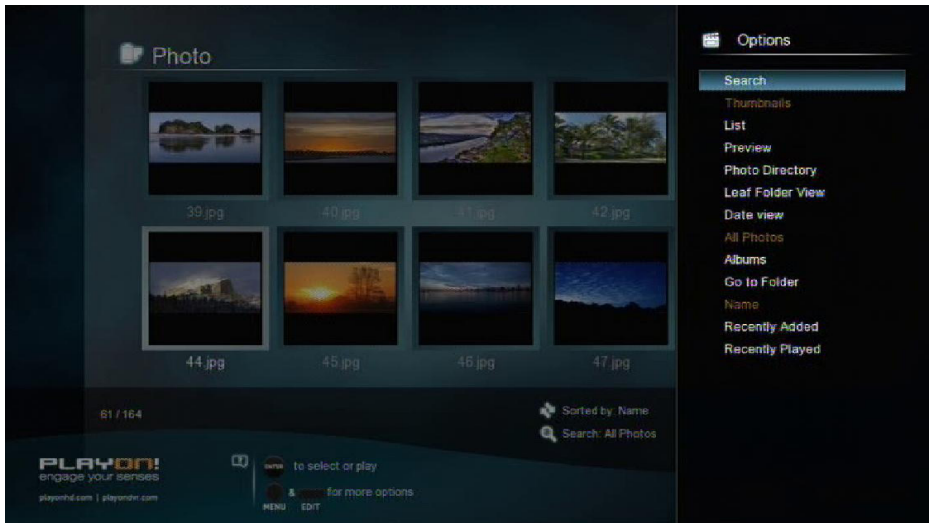 Photo
39.jpg
40.jpg
41.jpg
42.jpg
44.jpg
45.jpg
46.jpg
47.jpg
61 / 164
Sorted by: Name
Search: All Photos
PLAYON!
engage your senses
playonhd.com | playondvr.com
ENTER to select or play
& for more options
MENU EDIT
Options
Search
Thumbnails
List
Preview
Photo Directory
Leaf Folder View
Date view
All Photos
Albums
Go to Folder
Name
Recently Added
Recently Played